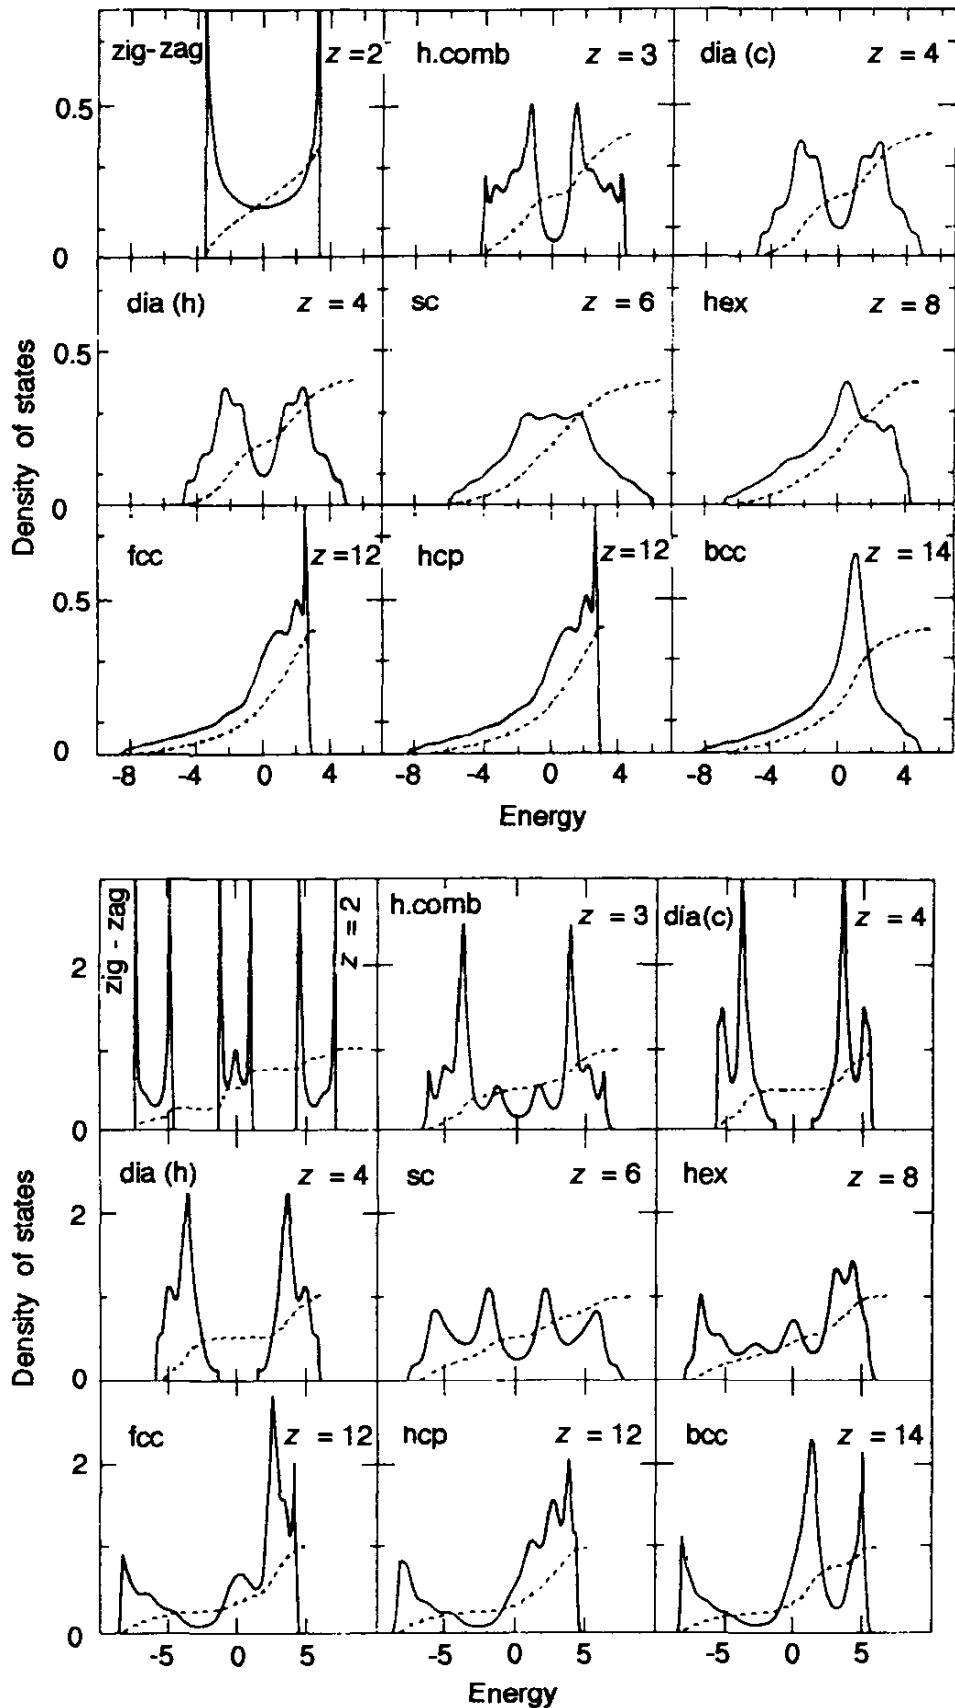 zig-zag z =2 h.comb z = 3 dia (c) z = 4
0.5
0
dia (h) z = 4 sc z = 6 hex z = 8
0.5
0
fcc z =12 hcp z =12 bcc z = 14
0.5
0
-8 -4 0 4 -8 -4 0 4 -8 -4 0 4
Density of states
Energy
zig - zag z = 2 h.comb z = 3 dia(c) z = 4
2
0
dia (h) z = 4 sc z = 6 hex z = 8
2
0
fcc z = 12 hcp z = 12 bcc z = 14
2
0
-5 0 5 -5 0 5 -5 0 5
Density of states
Energy